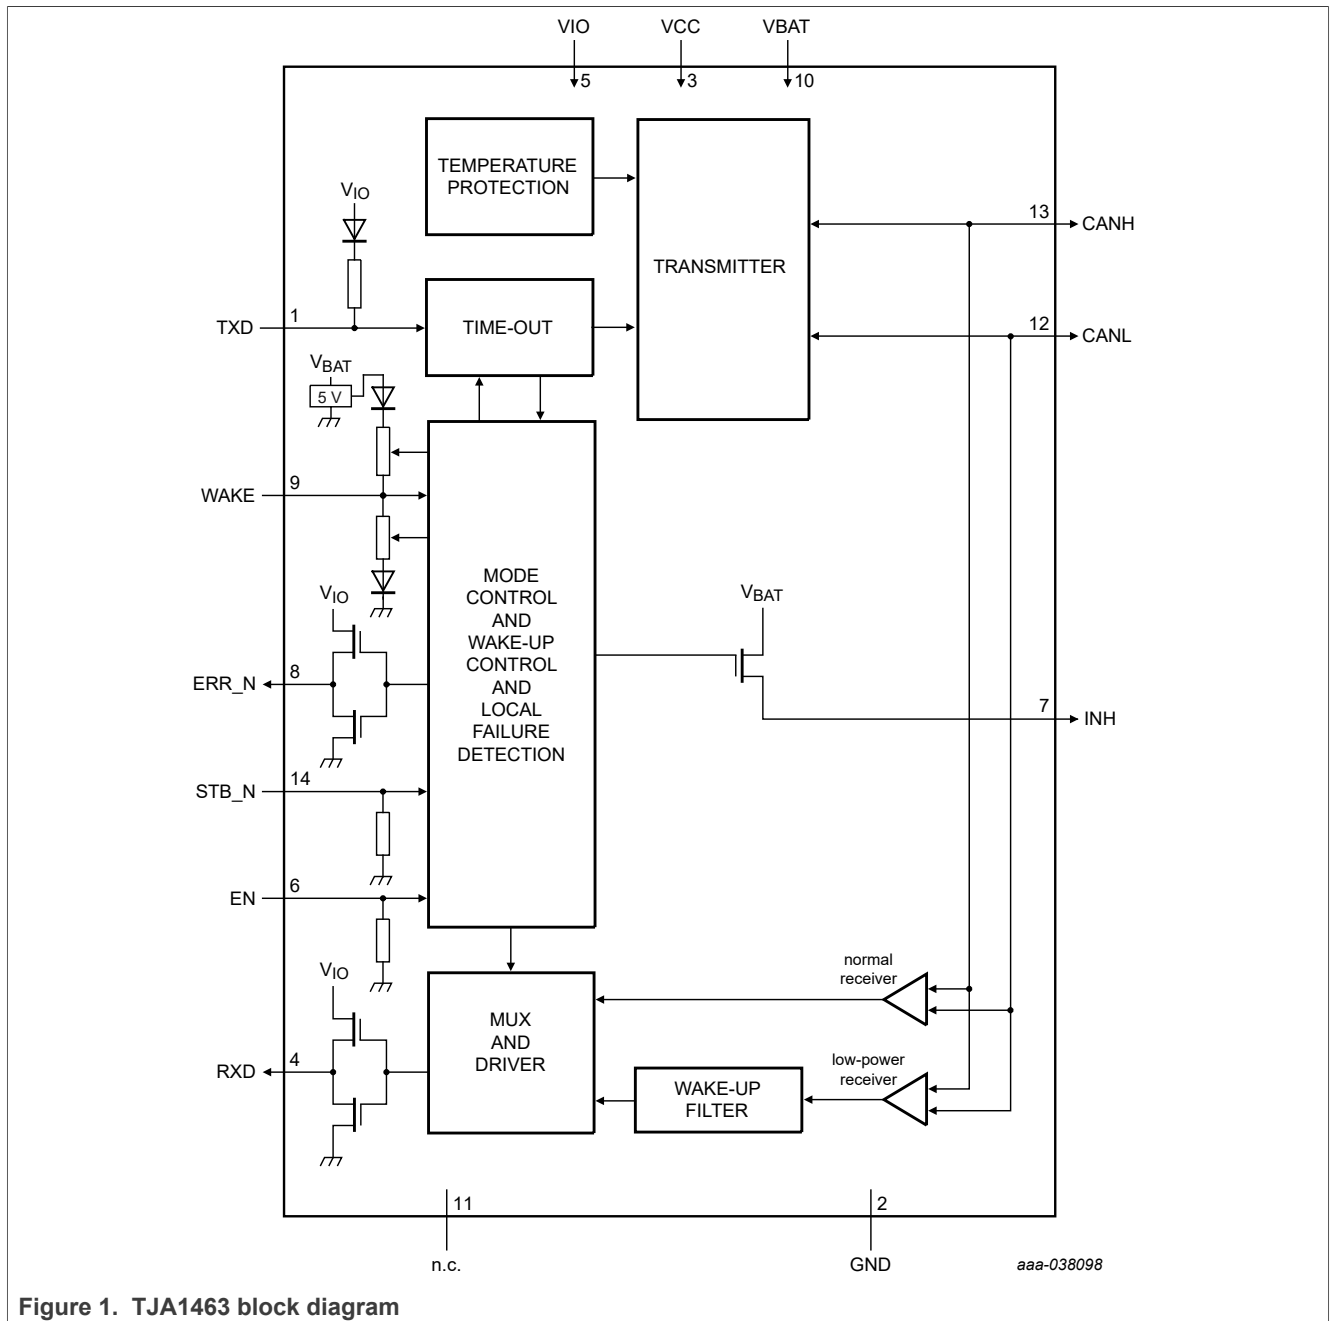 VIO VCC VBAT
5 3 10
TEMPERATURE
PROTECTION
VIO
TRANSMITTER
13
CANH
TXD
1
TIME-OUT
12
CANL
VBAT
5 V
WAKE
9
MODE
CONTROL
AND
WAKE-UP
CONTROL
AND
LOCAL
FAILURE
DETECTION
VIO
VBAT
ERR_N
8
7
INH
STB_N
14
EN
6
VIO
normal
receiver
MUX
AND
DRIVER
RXD
4
low-power
receiver
WAKE-UP
FILTER
11
2
n.c.
GND
aaa-038098
Figure 1. TJA1463 block diagram